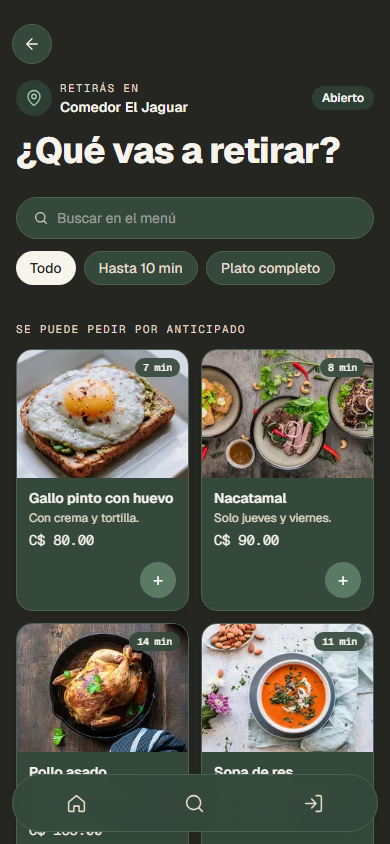 RETIRÁS EN
Comedor El Jaguar
Abierto
¿Qué vas a retirar?
Buscar en el menú
Todo
Hasta 10 min
Plato completo
SE PUEDE PEDIR POR ANTICIPADO
7 min
8 min
Gallo pinto con huevo
Con crema y tortilla.
C$ 80.00
+
Nacatamal
Solo jueves y viernes.
C$ 90.00
+
14 min
11 min
Pollo asado
Sopa de res